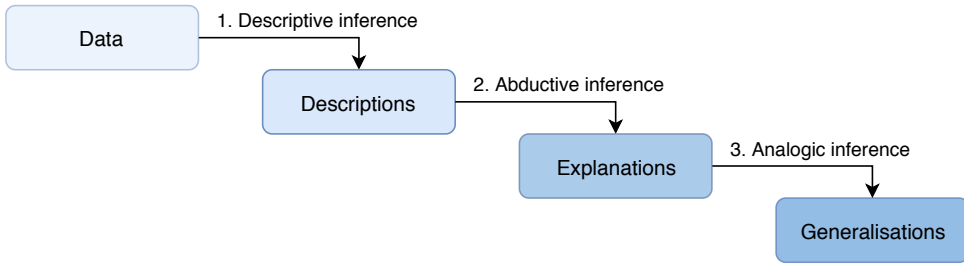 Data
1. Descriptive inference
Descriptions
2. Abductive inference
Explanations
3. Analogic inference
Generalisations